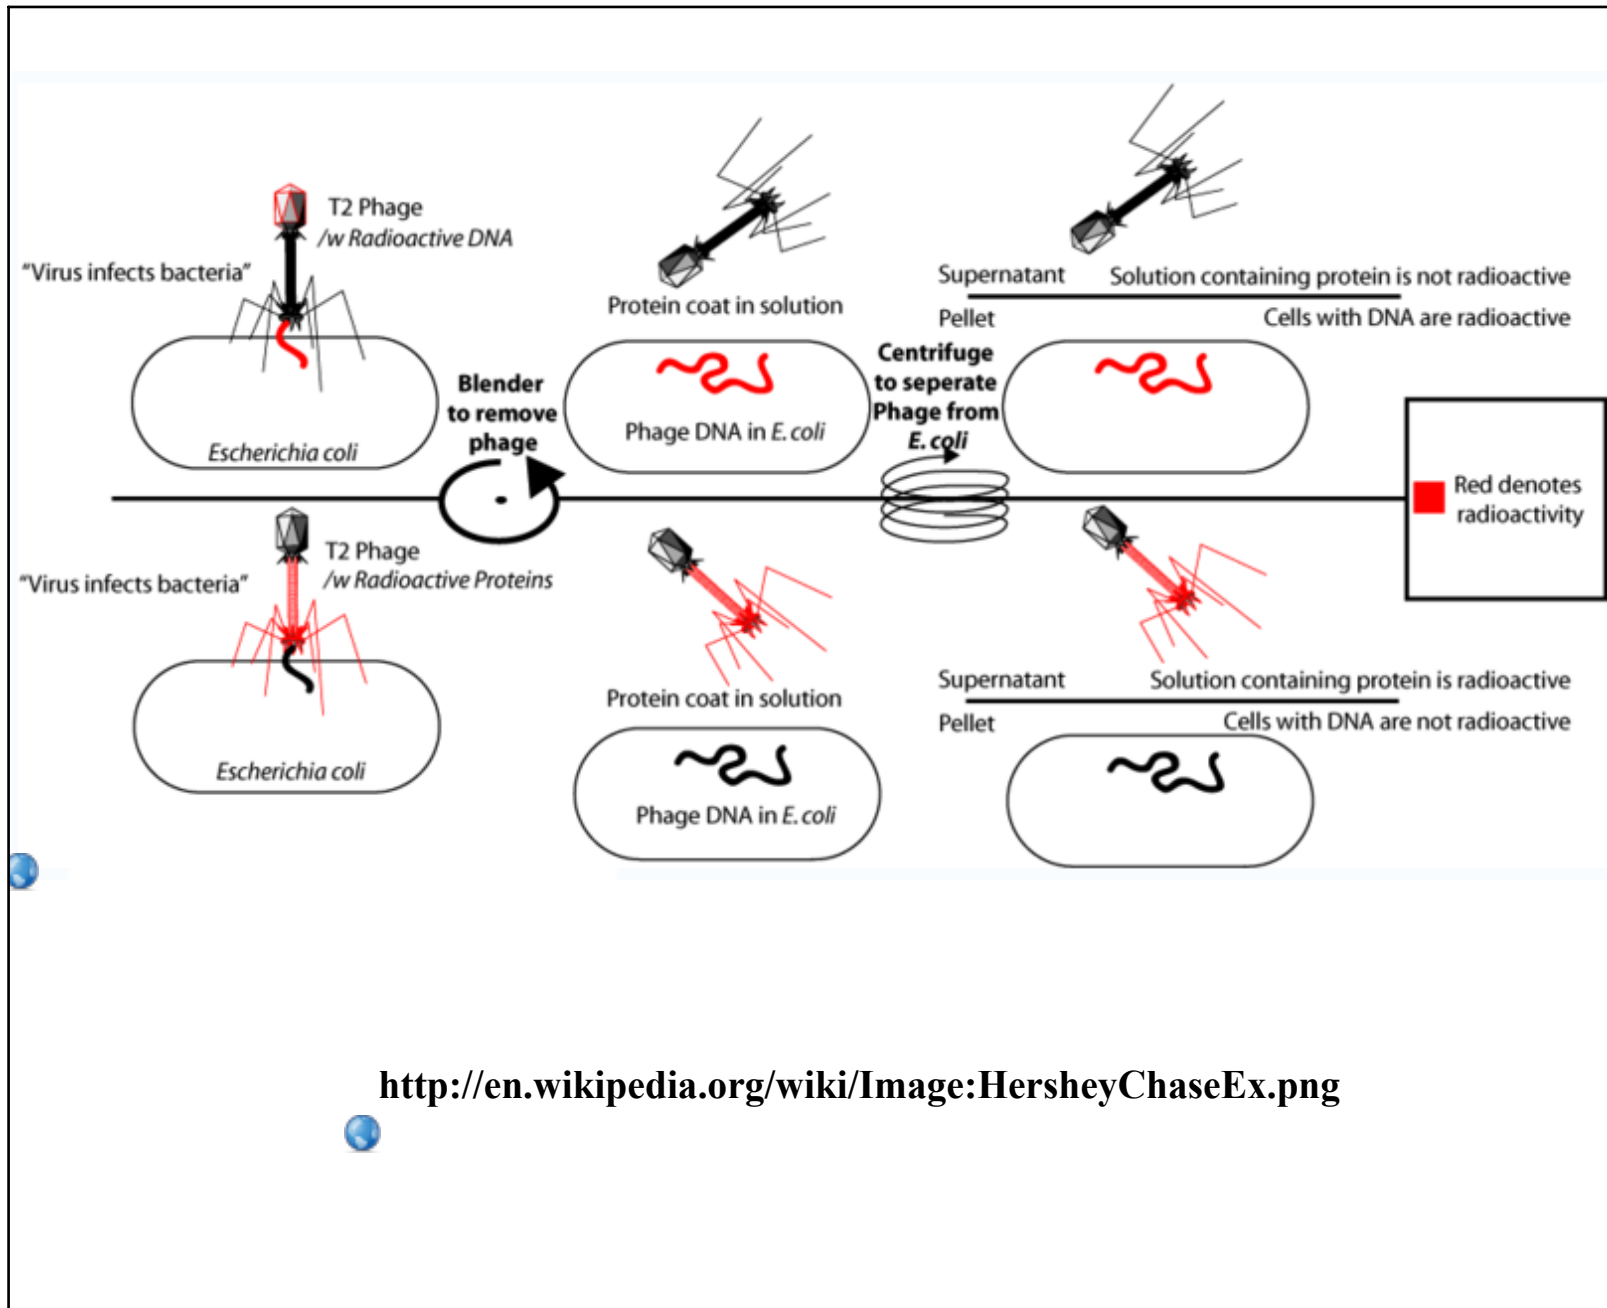 T2 Phage
/w Radioactive DNA
"Virus infects bacteria"
Escherichia coli
Blender
to remove
phage
Protein coat in solution
Phage DNA in E. coli
Centrifuge
to seperate
Phage from
E. coli
Supernatant Solution containing protein is not radioactive
Pellet Cells with DNA are radioactive
Red denotes
radioactivity
T2 Phage
/w Radioactive Proteins
"Virus infects bacteria"
Escherichia coli
Protein coat in solution
Phage DNA in E. coli
Supernatant Solution containing protein is radioactive
Pellet Cells with DNA are not radioactive
http://en.wikipedia.org/wiki/Image:HersheyChaseEx.png